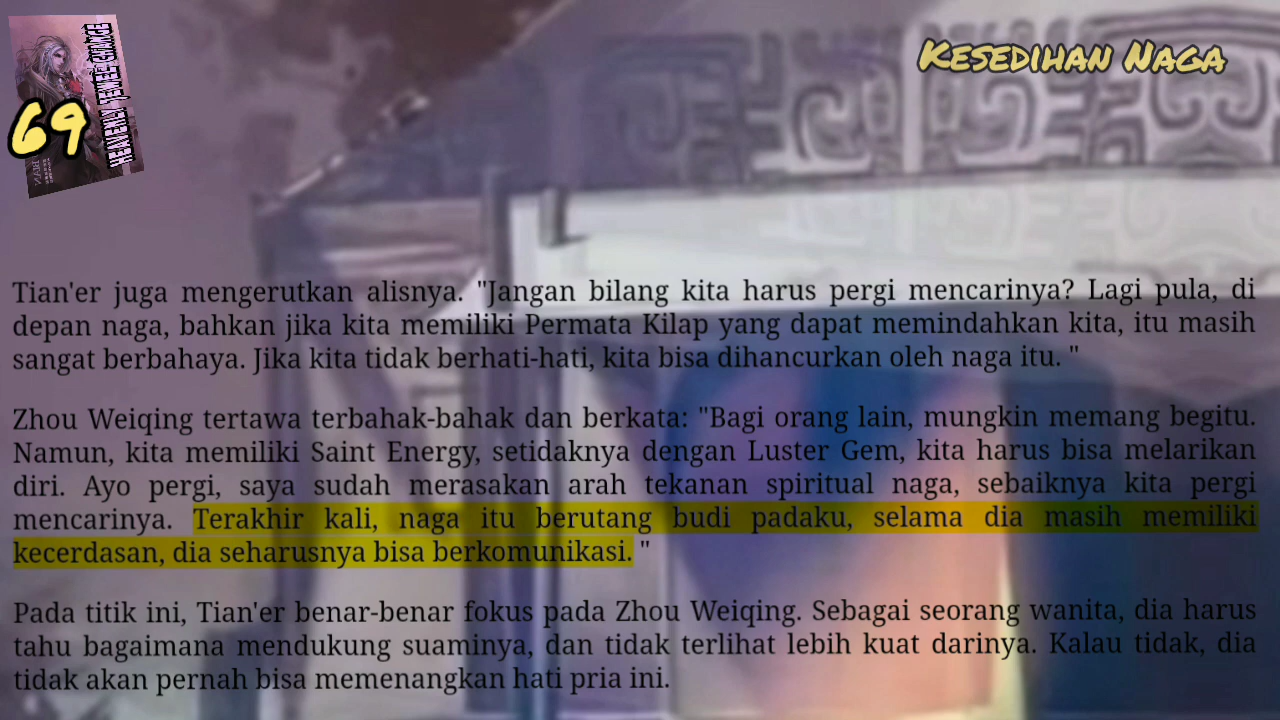 Kesedihan Naga
HEAVENLY JEWEL CHANGE
69
Tian'er juga mengerutkan alisnya. "Jangan bilang kita harus pergi mencarinya? Lagi pula, di
depan naga, bahkan jika kita memiliki Permata Kilap yang dapat memindahkan kita, itu masih
sangat berbahaya. Jika kita tidak berhati-hati, kita bisa dihancurkan oleh naga itu. "
Zhou Weiqing tertawa terbahak-bahak dan berkata: "Bagi orang lain, mungkin memang begitu.
Namun, kita memiliki Saint Energy, setidaknya dengan Luster Gem, kita harus bisa melarikan
diri. Ayo pergi, saya sudah merasakan arah tekanan spiritual naga, sebaiknya kita pergi
mencarinya. Terakhir kali, naga itu berutang budi padaku, selama dia masih memiliki
kecerdasan, dia seharusnya bisa berkomunikasi. "
Pada titik ini, Tian'er benar-benar fokus pada Zhou Weiqing. Sebagai seorang wanita, dia harus
tahu bagaimana mendukung suaminya, dan tidak terlihat lebih kuat darinya. Kalau tidak, dia
tidak akan pernah bisa memenangkan hati pria ini.